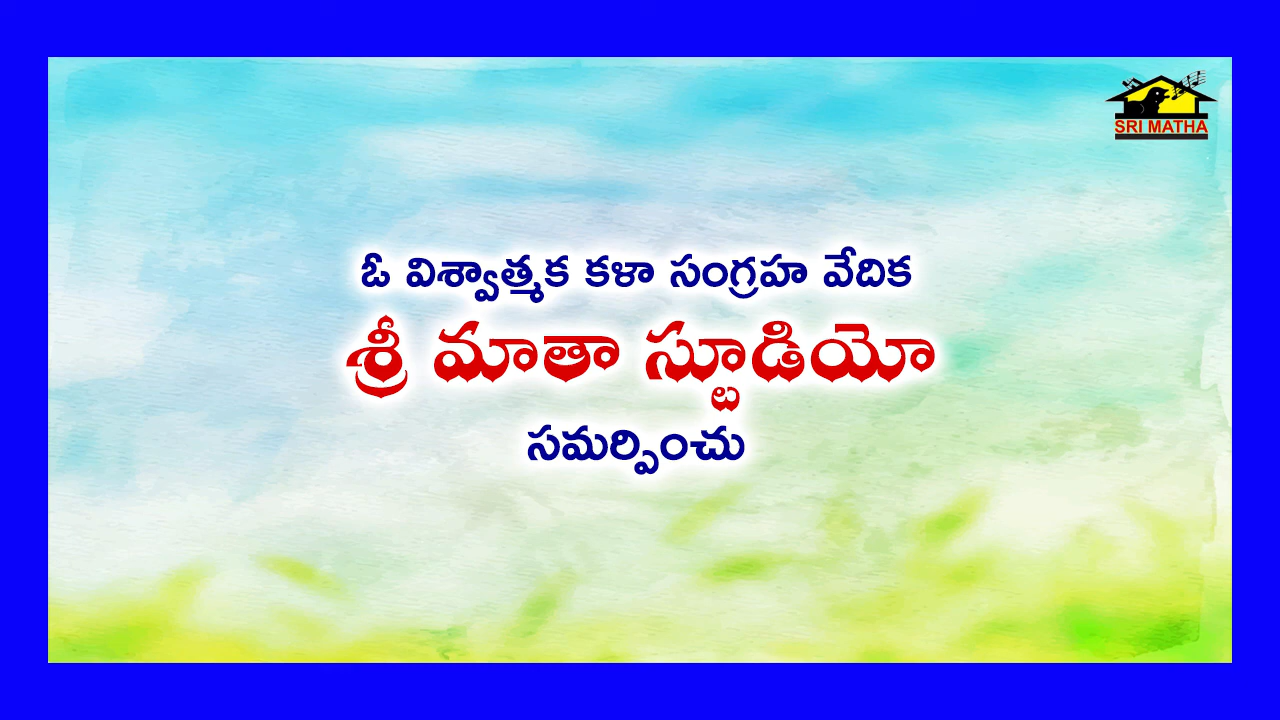 SRI MATHA
ఓ విశ్వాత్మక కళా సంగ్రహ వేదిక
శ్రీ మాతా స్టూడియో
సమర్పించు